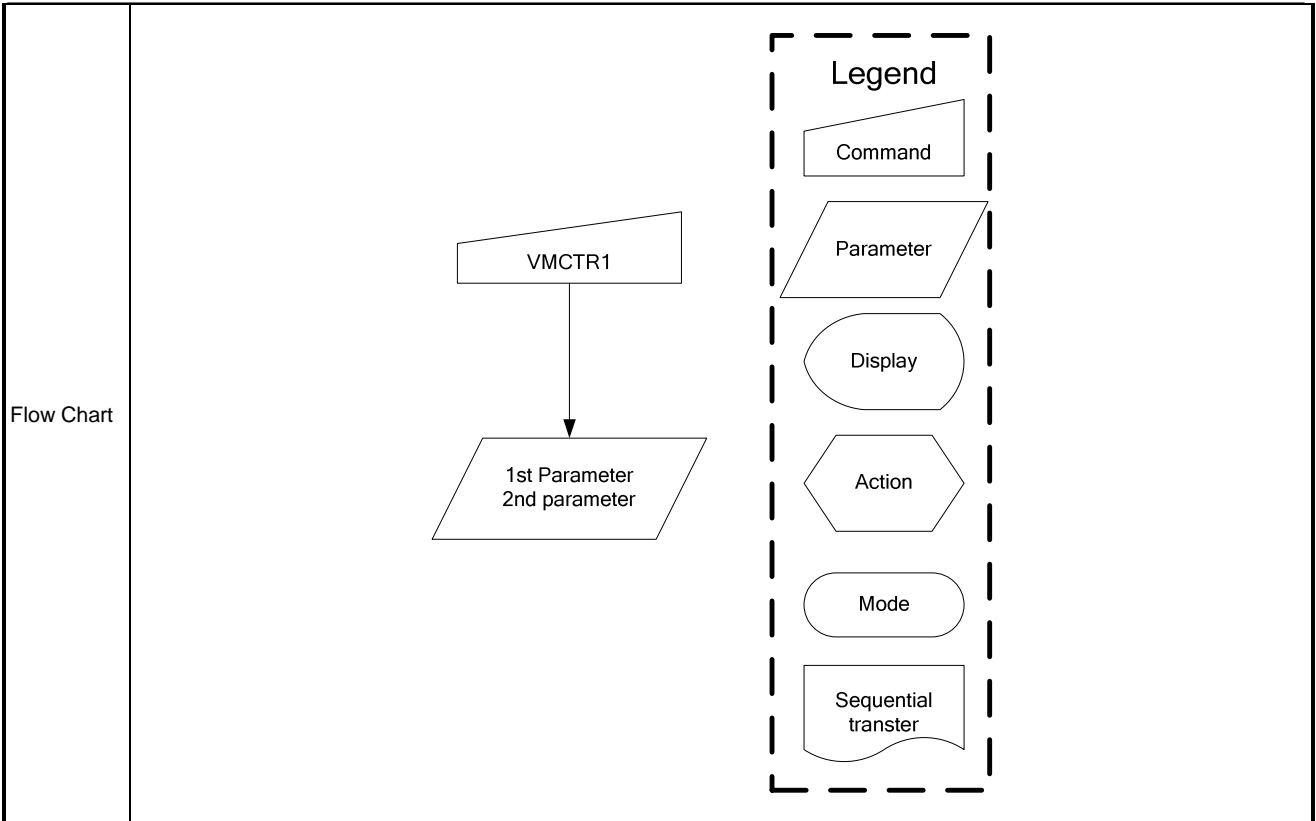 Flow Chart
VMCTR1
1st Parameter
2nd parameter
Legend
Command
Parameter
Display
Action
Mode
Sequential
transter